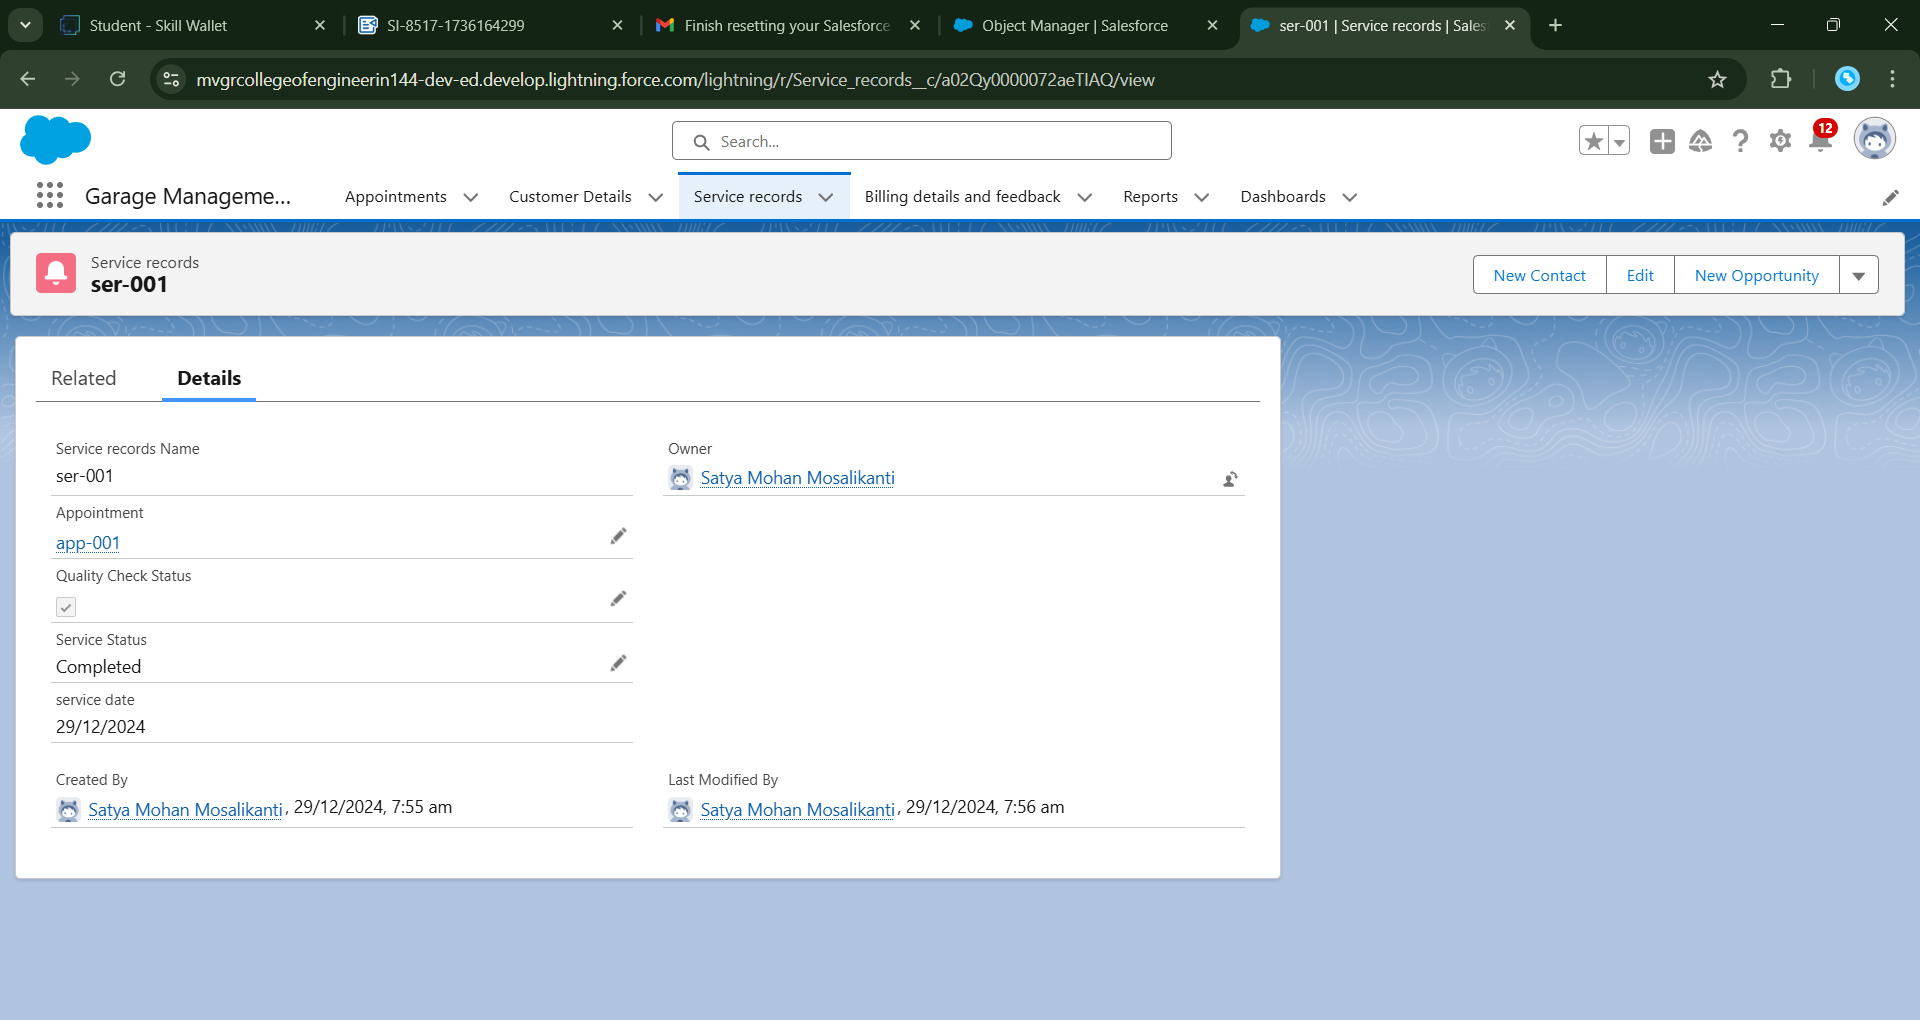 Student - Skill Wallet
SI-8517-1736164299
Finish resetting your Salesforce
Object Manager | Salesforce
ser-001 | Service records | Sales
mvgrcollegeofengineerin144-dev-ed.develop.lightning.force.com/lightning/r/Service_records__c/a02Qy0000072aeTIAQ/view
Search...
12
Garage Manageme...
Appointments
Customer Details
Service records
Billing details and feedback
Reports
Dashboards
Service records
ser-001
New Contact
Edit
New Opportunity
Related
Details
Service records Name
ser-001
Owner
Satya Mohan Mosalikanti
Appointment
app-001
Quality Check Status
Service Status
Completed
service date
29/12/2024
Created By
Satya Mohan Mosalikanti, 29/12/2024, 7:55 am
Last Modified By
Satya Mohan Mosalikanti, 29/12/2024, 7:56 am